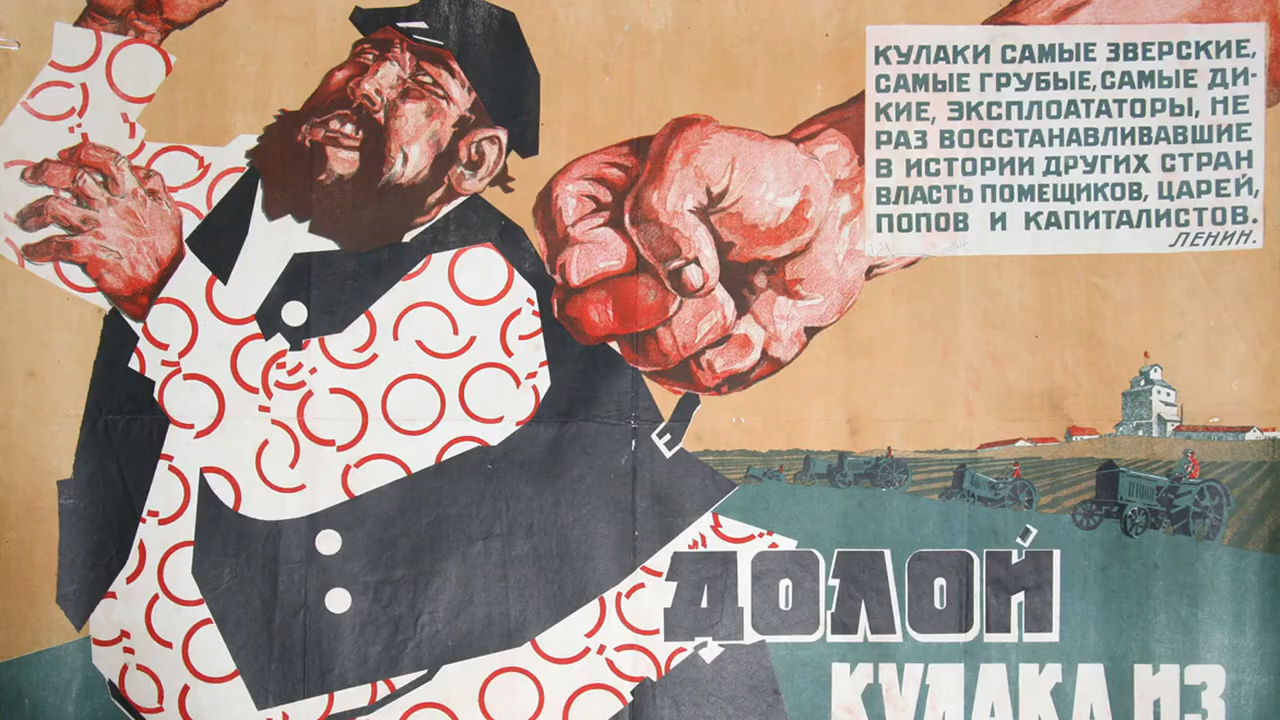 КУЛАКИ САМЫЕ ЗВЕРСКИЕ,
САМЫЕ ГРУБЫЕ, САМЫЕ ДИ-
КИЕ, ЭКСПЛОАТАТОРЫ, НЕ
РАЗ ВОССТАНАВЛИВАВШИЕ
В ИСТОРИИ ДРУГИХ СТРАН
ВЛАСТЬ ПОМЕЩИКОВ, ЦАРЕЙ,
ПОПОВ И КАПИТАЛИСТОВ.
ЛЕНИН.
ДОЛОЙ
КУЛАКА ИЗ